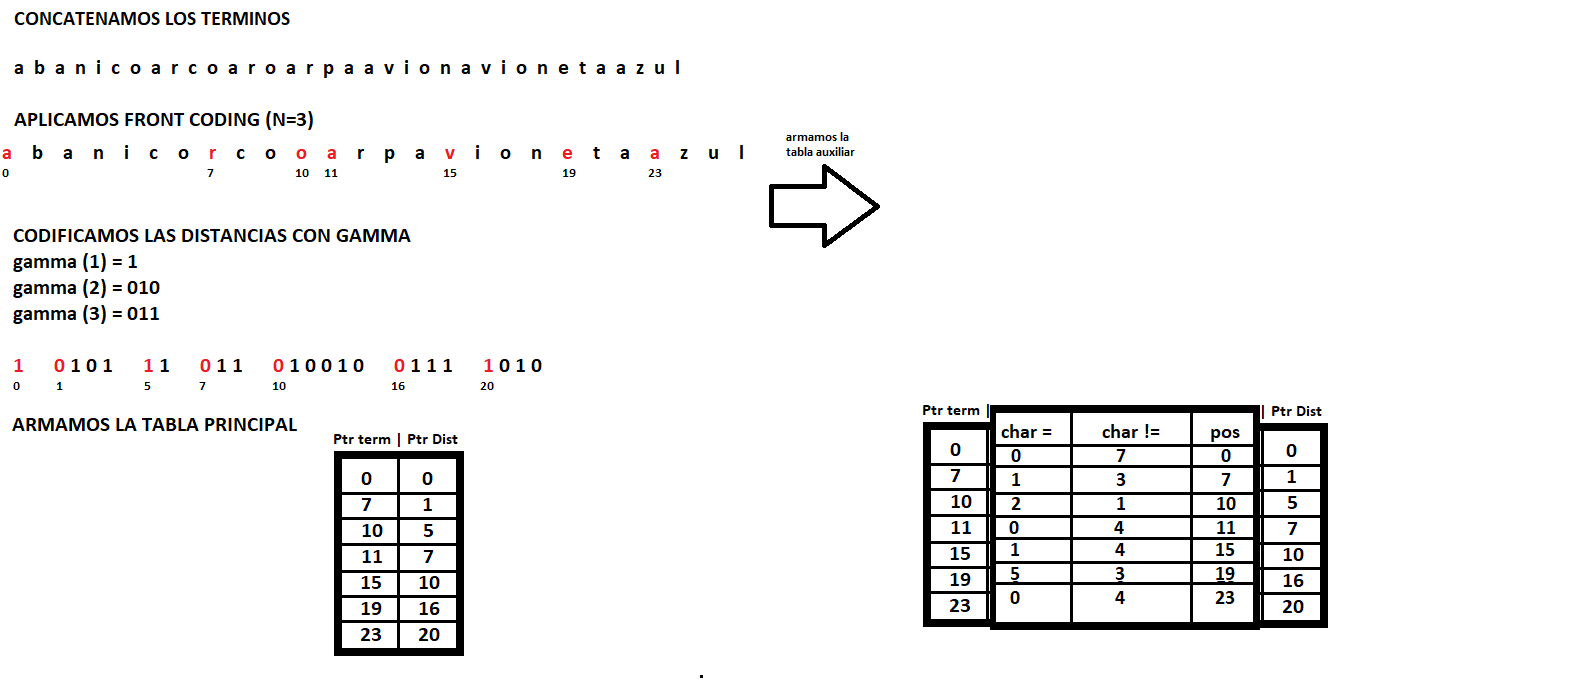 CONCATENAMOS LOS TERMINOS
a b a n i c o a r c o a r o a r p a a v i o n a v i o n e t a a z u l
APLICAMOS FRONT CODING (N=3)
a b a n i c o r c o o a r p a v i o n e t a a z u l
0 7 10 11 15 19 23
armamos la
tabla auxiliar
CODIFICAMOS LAS DISTANCIAS CON GAMMA
gamma (1) = 1
gamma (2) = 010
gamma (3) = 011
1 0101 11 011 010010 0111 1010
0 1 5 7 10 16 20
ARMAMOS LA TABLA PRINCIPAL
Ptr term | Ptr Dist
0 0
7 1
10 5
11 7
15 10
19 16
23 20
Ptr term | char = char != pos | Ptr Dist
0 0 7 0 0
7 1 3 7 1
10 2 1 10 5
11 0 4 11 7
15 1 4 15 10
19 5 3 19 16
23 0 4 23 20